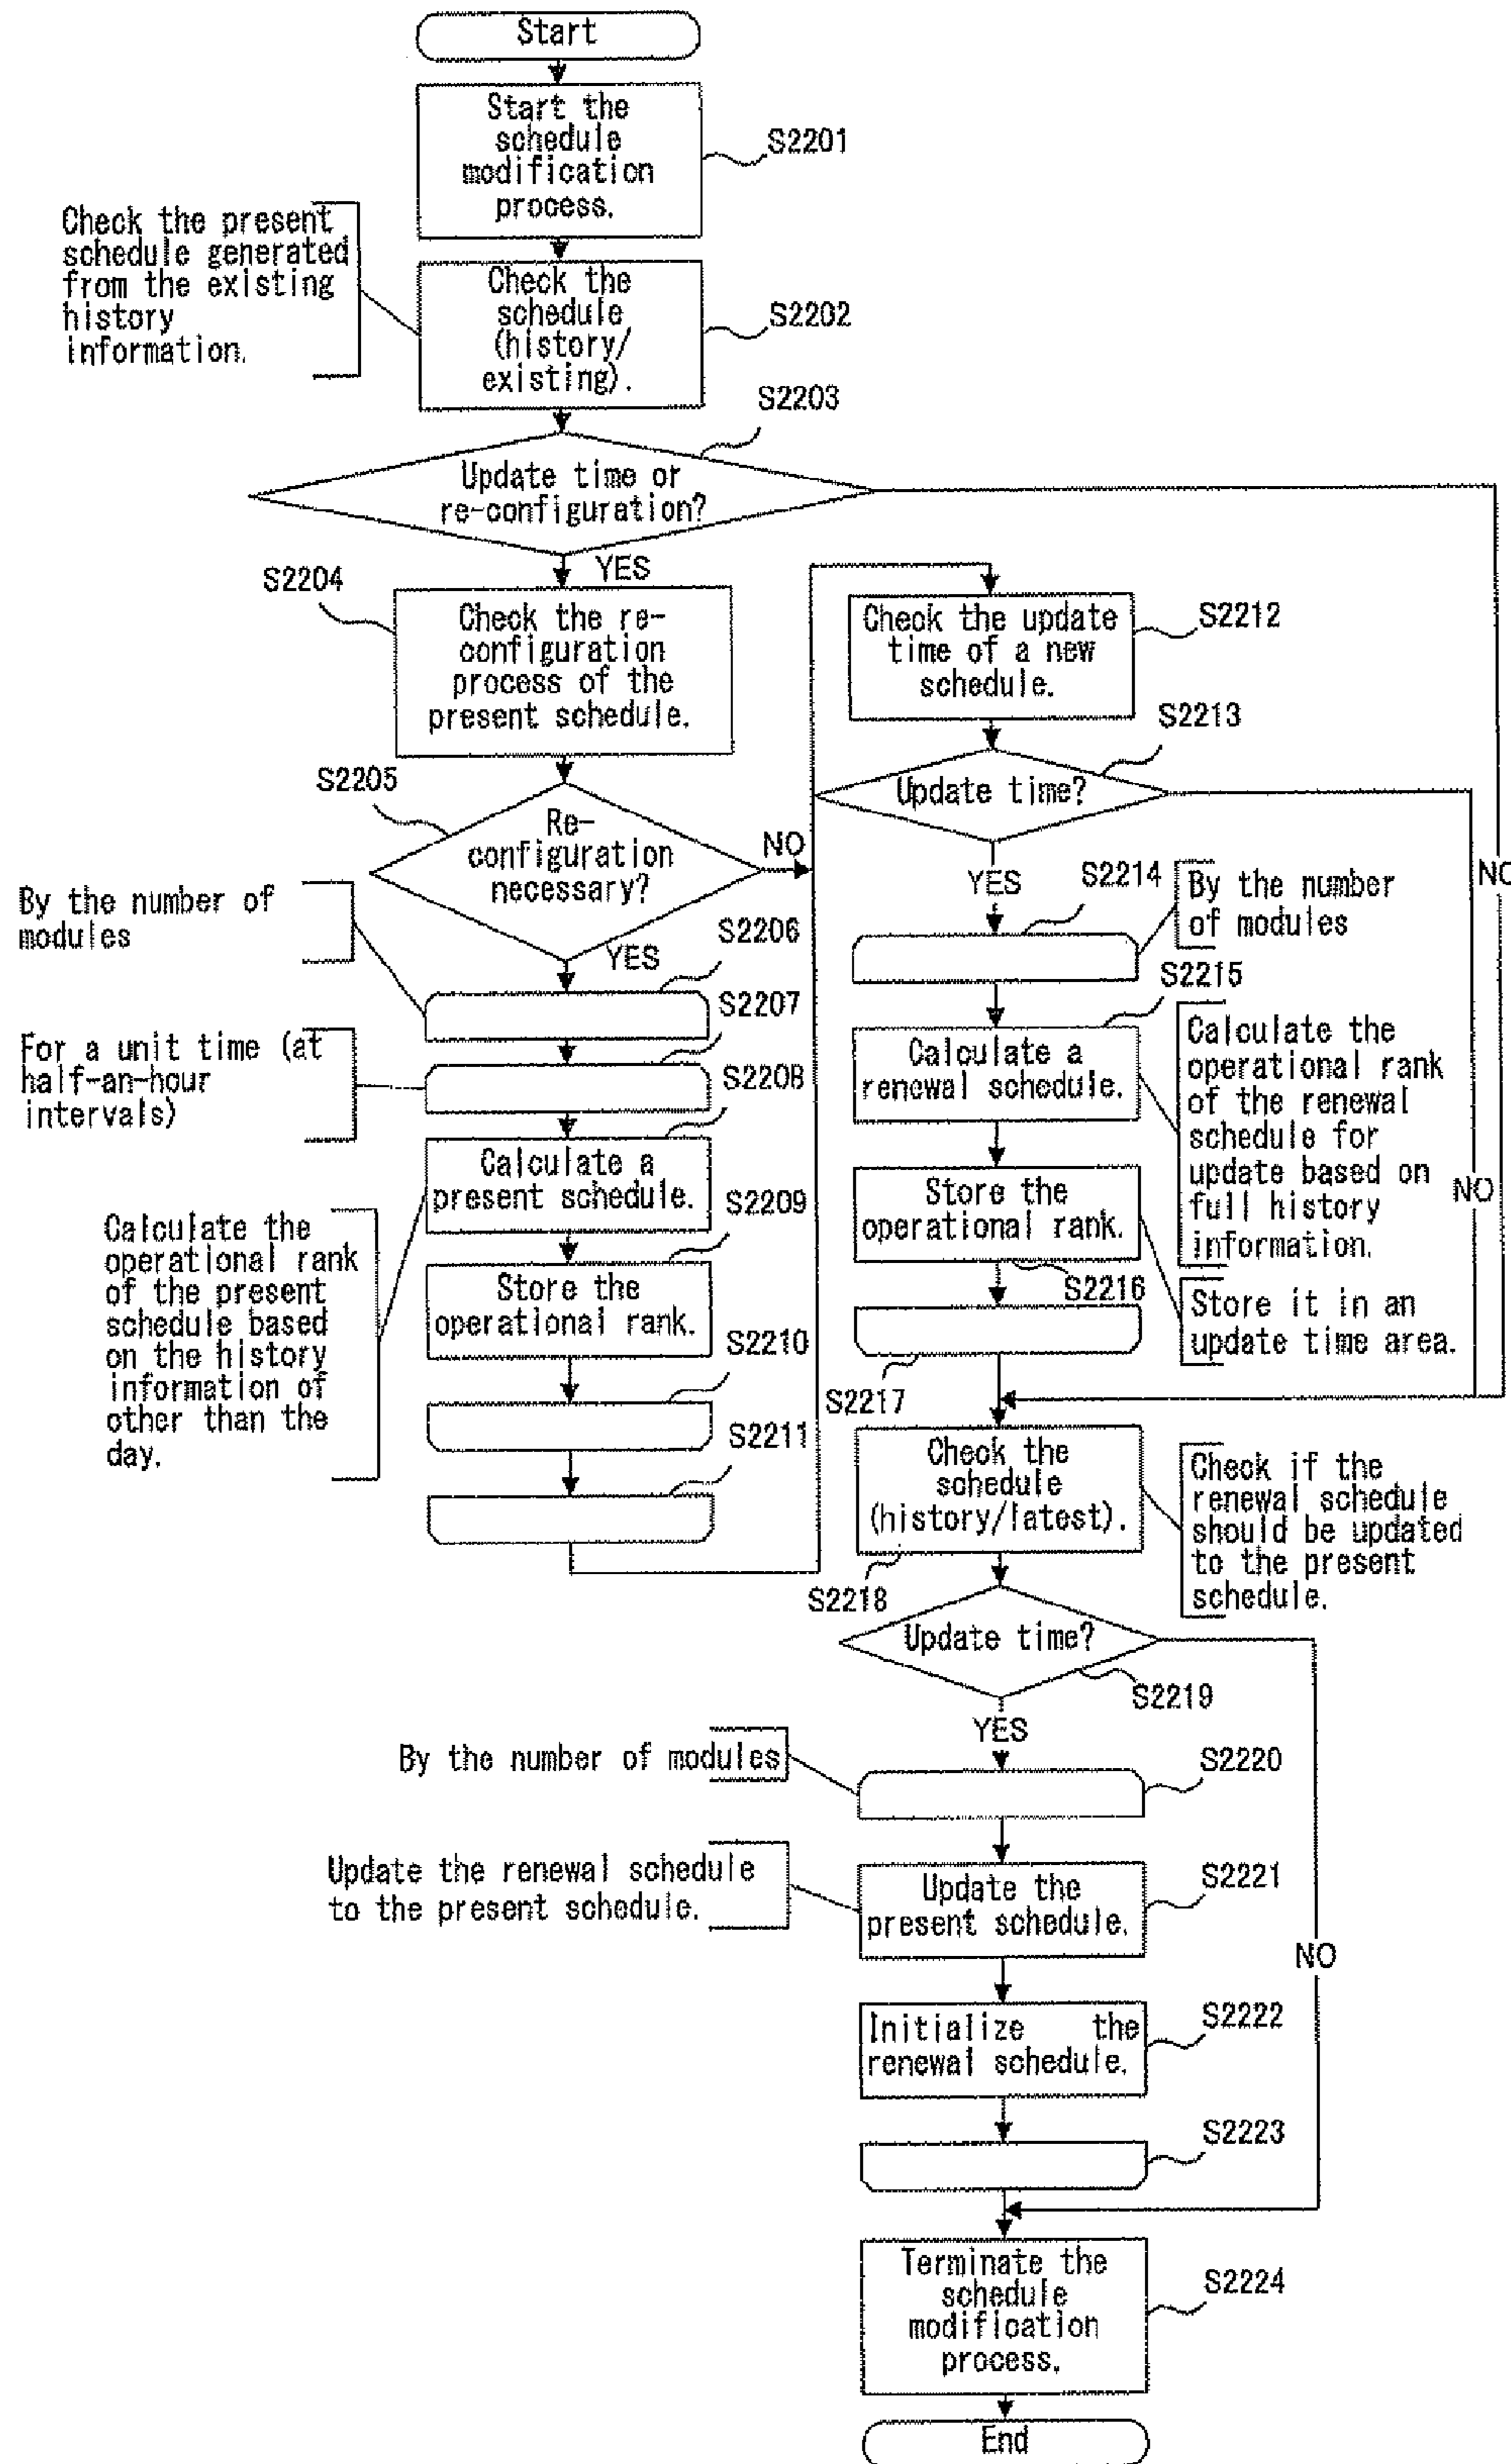 Start
Start the
schedule
modification
process.
S2201
Check the present
schedule generated
from the existing
history
information.
Check the
schedule
(history/
existing).
S2202
S2203
Update time or
re-configuration?
YES
S2204
Check the re-
configuration
process of the
present schedule.
S2205
Re-
configuration
necessary?
NO
YES
By the number of
modules
S2206
For a unit time (at
half-an-hour
intervals)
S2207
S2208
Calculate a
present schedule.
Calculate the
operational rank
of the present
schedule based
on the history
information of
other than the
day.
S2209
Store the
operational rank.
S2210
S2211
Check the update
time of a new
schedule.
S2212
S2213
Update time?
YES
NO
S2214
By the number
of modules
S2215
Calculate a
renewal schedule.
Calculate the
operational rank
of the renewal
schedule for
update based on
full history
information.
NO
Store the
operational rank.
S2216
Store it in an
update time area.
S2217
Check the
schedule
(history/latest).
Check if the
renewal schedule
should be updated
to the present
schedule.
S2218
Update time?
S2219
YES
By the number of modules
S2220
Update the renewal schedule
to the present schedule.
Update the
present schedule.
S2221
NO
Initialize the
renewal schedule.
S2222
S2223
Terminate the
schedule
modification
process.
S2224
End